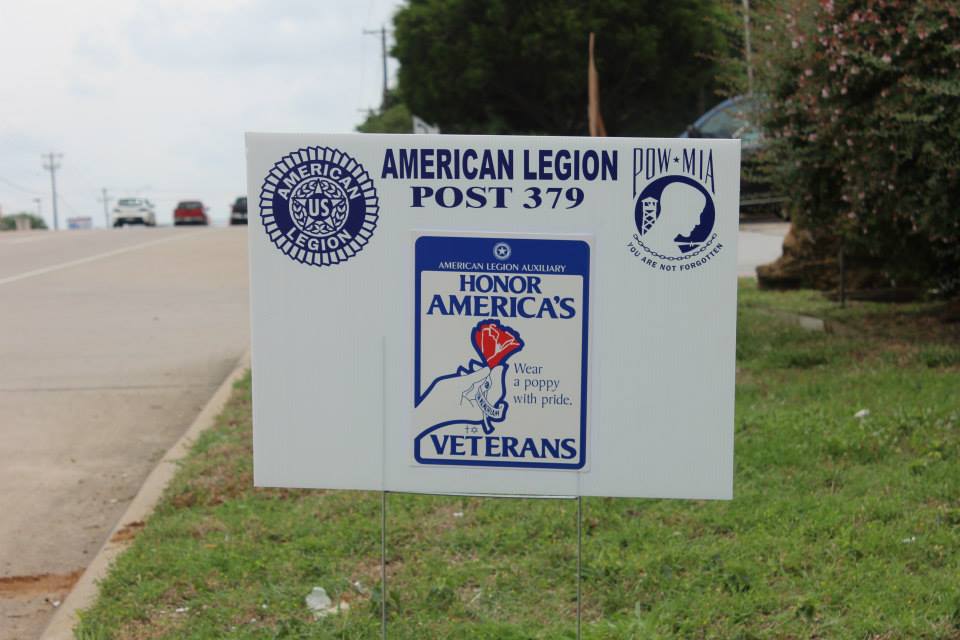 AMERICAN LEGION
POST 379
AMERICAN
US
LEGION
POW★MIA
YOU ARE NOT FORGOTTEN
AMERICAN LEGION AUXILIARY
HONOR
AMERICA'S
Wear
a poppy
with pride.
VETERANS